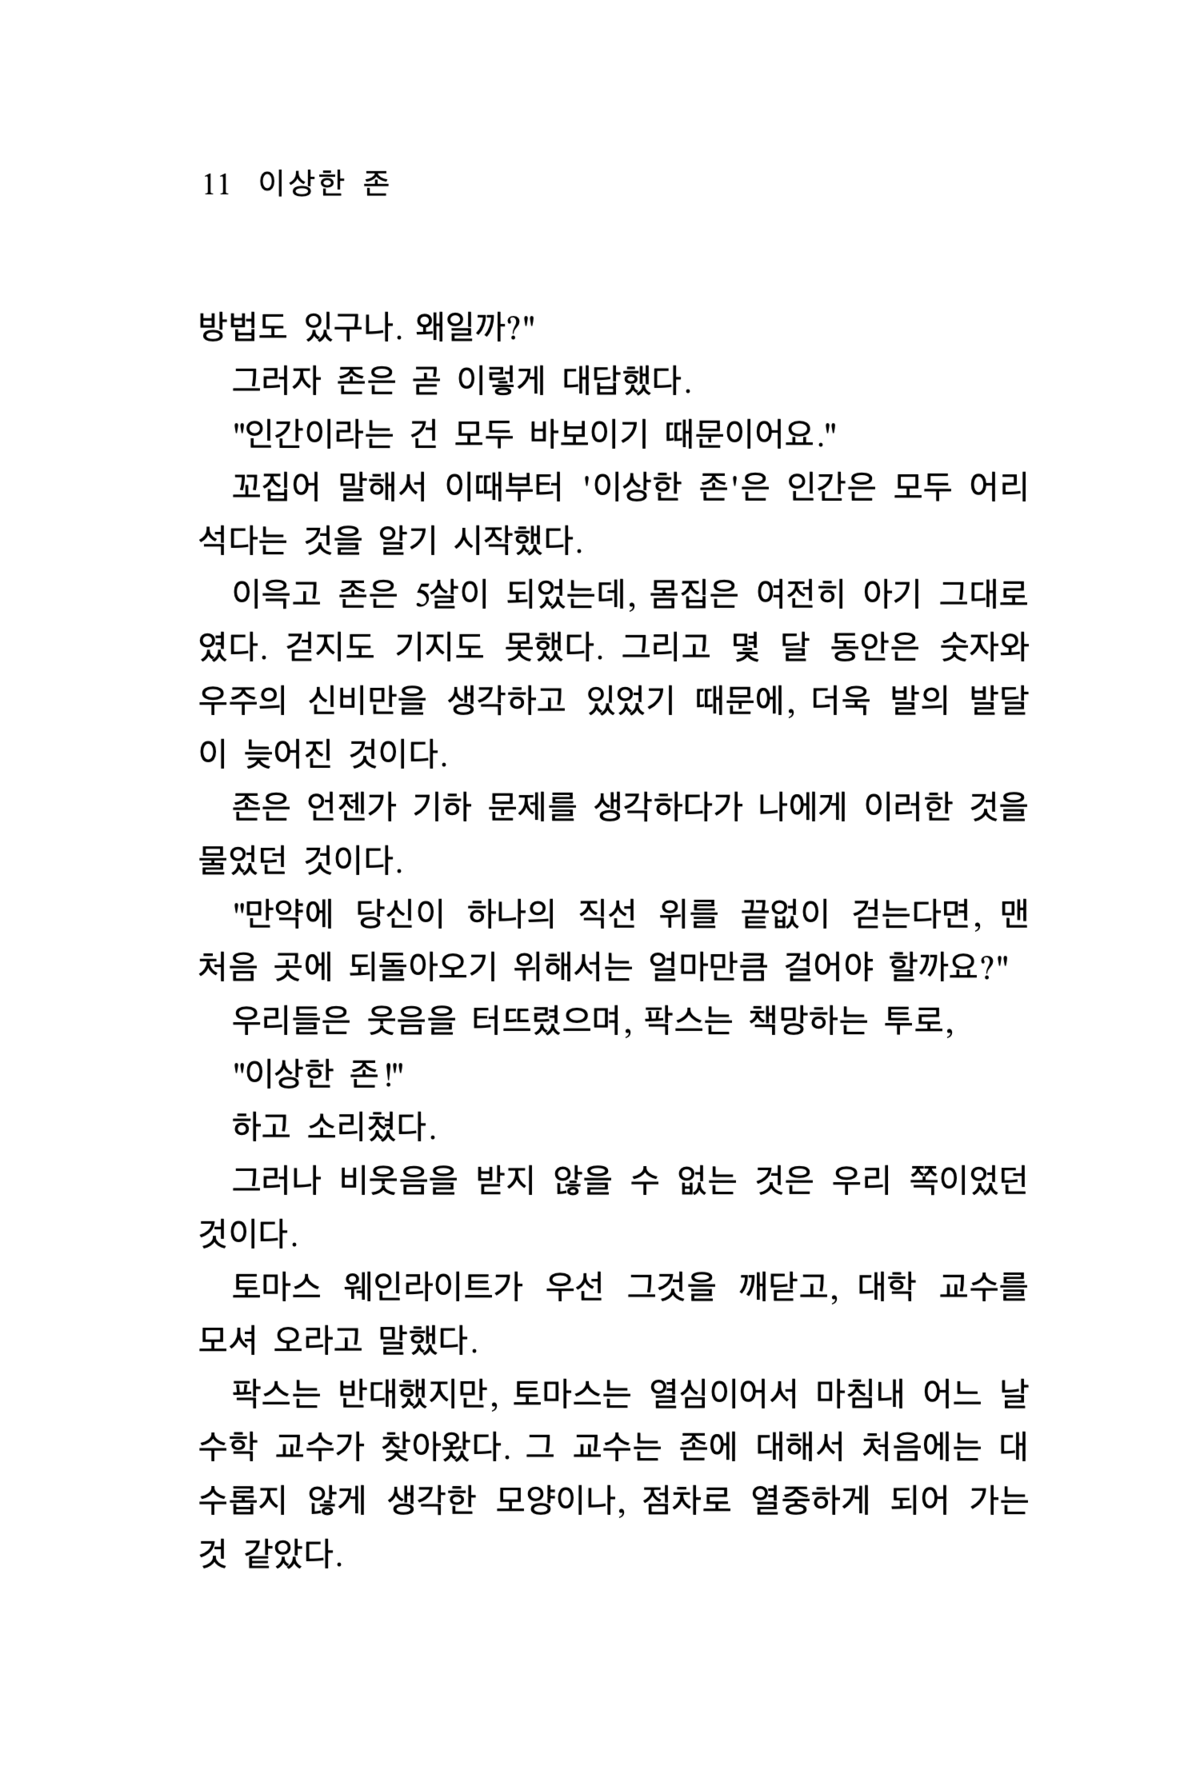 11 이상한 존
방법도 있구나. 왜일까?"
그러자 존은 곧 이렇게 대답했다.
"인간이라는 건 모두 바보이기 때문이어요."
꼬집어 말해서 이때부터 '이상한 존'은 인간은 모두 어리
석다는 것을 알기 시작했다.
이윽고 존은 5살이 되었는데, 몸집은 여전히 아기 그대로
였다. 걷지도 기지도 못했다. 그리고 몇 달 동안은 숫자와
우주의 신비만을 생각하고 있었기 때문에, 더욱 발의 발달
이 늦어진 것이다.
존은 언젠가 기하 문제를 생각하다가 나에게 이러한 것을
물었던 것이다.
"만약에 당신이 하나의 직선 위를 끝없이 걷는다면, 맨
처음 곳에 되돌아오기 위해서는 얼마만큼 걸어야 할까요?"
우리들은 웃음을 터뜨렸으며, 팍스는 책망하는 투로,
"이상한 존!"
하고 소리쳤다.
그러나 비웃음을 받지 않을 수 없는 것은 우리 쪽이었던
것이다.
토마스 웨인라이트가 우선 그것을 깨닫고, 대학 교수를
모셔 오라고 말했다.
팍스는 반대했지만, 토마스는 열심이어서 마침내 어느 날
수학 교수가 찾아왔다. 그 교수는 존에 대해서 처음에는 대
수롭지 않게 생각한 모양이나, 점차로 열중하게 되어 가는
것 같았다.